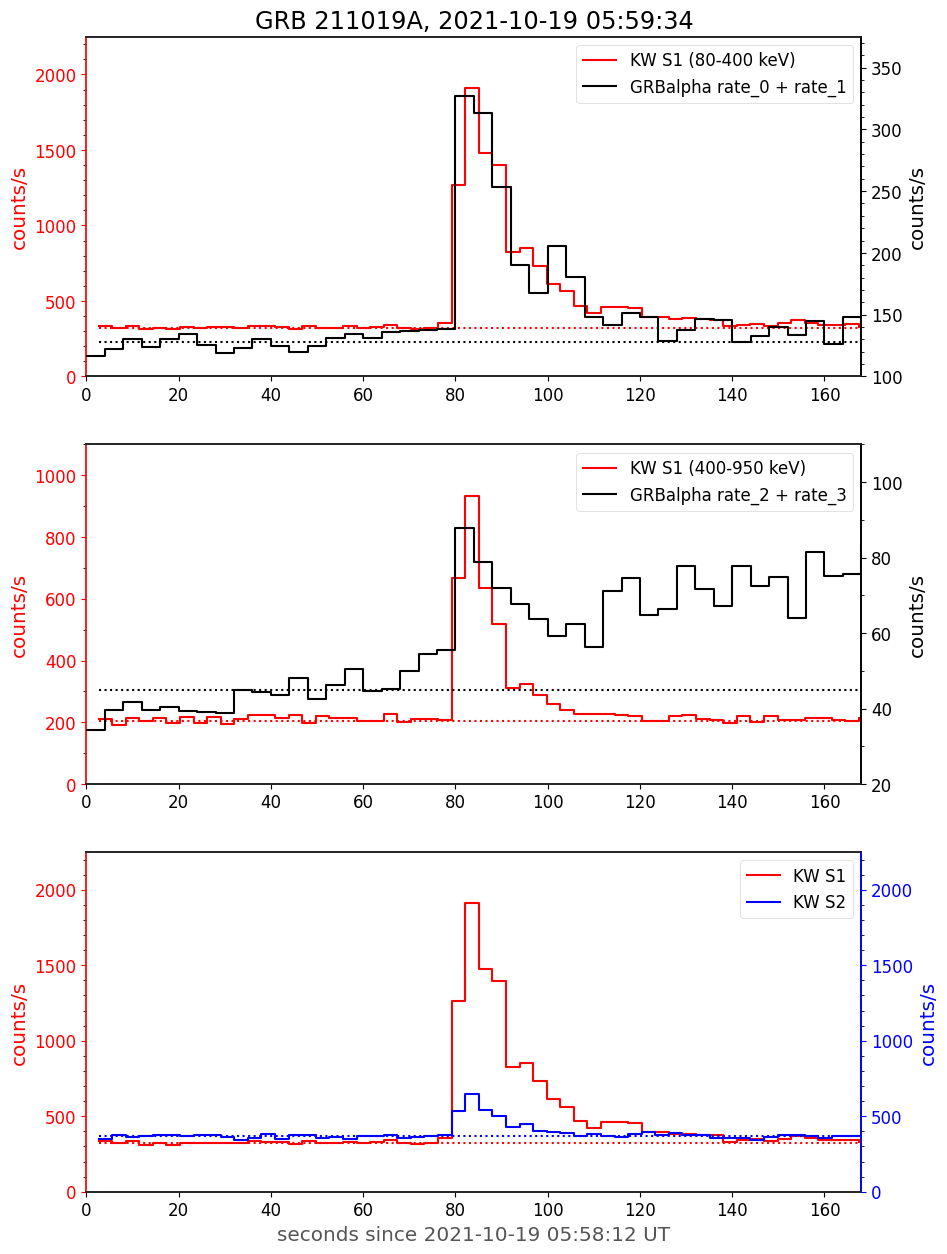 GRB 211019A, 2021-10-19 05:59:34
KW S1 (80-400 keV)
GRBalpha rate_0 + rate_1
counts/s
2000
1500
1000
500
0
350
300
250
200
150
100
counts/s
0 20 40 60 80 100 120 140 160
KW S1 (400-950 keV)
GRBalpha rate_2 + rate_3
counts/s
1000
800
600
400
200
0
100
80
60
40
20
counts/s
0 20 40 60 80 100 120 140 160
KW S1
KW S2
counts/s
2000
1500
1000
500
0
2000
1500
1000
500
0
counts/s
0 20 40 60 80 100 120 140 160
seconds since 2021-10-19 05:58:12 UT